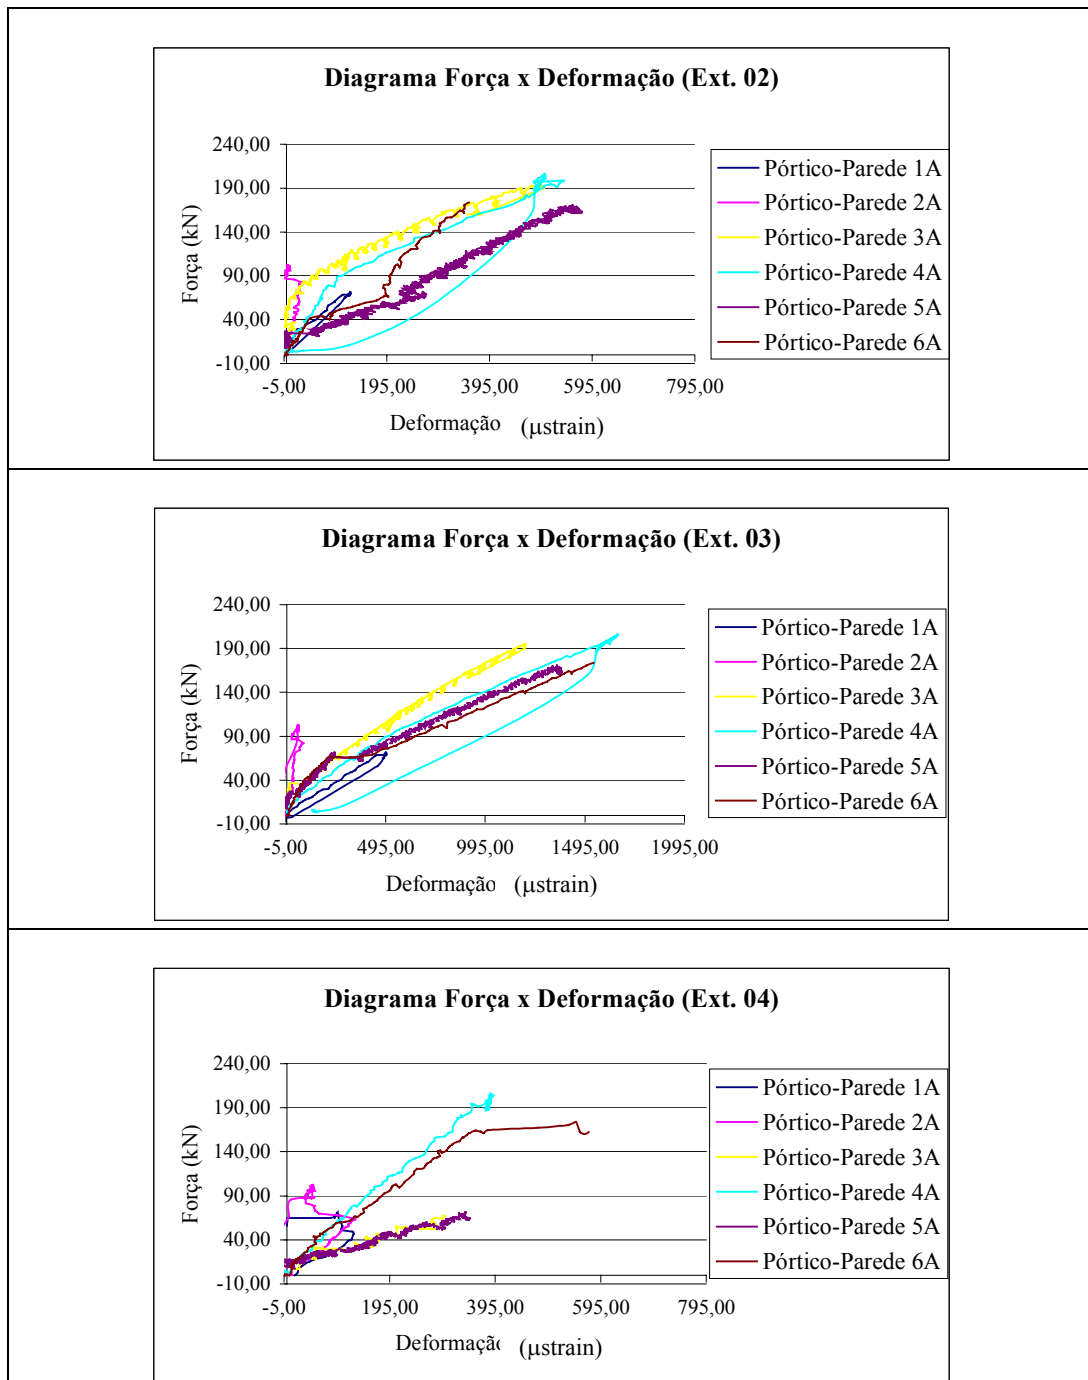 Diagrama Força x Deformação (Ext. 02)
240,00
190,00
140,00
90,00
40,00
-10,00
Força (kN)
-5,00 195,00 395,00 595,00 795,00
Deformação (µstrain)
Pórtico-Parede 1A
Pórtico-Parede 2A
Pórtico-Parede 3A
Pórtico-Parede 4A
Pórtico-Parede 5A
Pórtico-Parede 6A
Diagrama Força x Deformação (Ext. 03)
240,00
190,00
140,00
90,00
40,00
-10,00
Força (kN)
-5,00 495,00 995,00 1495,00 1995,00
Deformação (µstrain)
Pórtico-Parede 1A
Pórtico-Parede 2A
Pórtico-Parede 3A
Pórtico-Parede 4A
Pórtico-Parede 5A
Pórtico-Parede 6A
Diagrama Força x Deformação (Ext. 04)
240,00
190,00
140,00
90,00
40,00
-10,00
Força (kN)
-5,00 195,00 395,00 595,00 795,00
Deformação (µstrain)
Pórtico-Parede 1A
Pórtico-Parede 2A
Pórtico-Parede 3A
Pórtico-Parede 4A
Pórtico-Parede 5A
Pórtico-Parede 6A